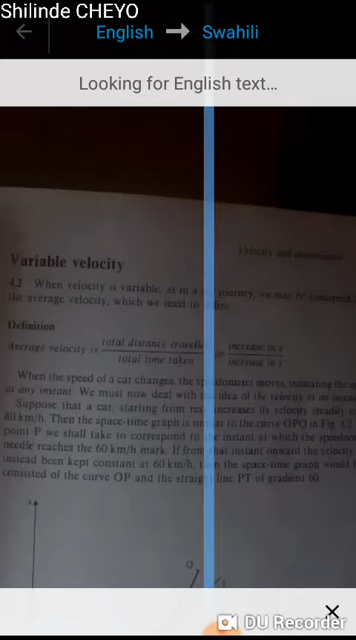 Shilinde CHEYO
English Swahili
Looking for English text...
Velocity and
Variable velocity
4.2 When velocity is variable, as in a journey, we may be concerned
the average velocity, which we need to
Definition
Average velocity is total distance travelle or increase in s
total time taken increase in t
When the speed of a car changes, the speedometer moves, indicating the
at any instant. We must now deal with idea of the velocity at an
Suppose that a car, starting from rest increases its velocity steadily
80 km/h. Then the space-time graph is similar to the curve OPQ in Fig. 4.2
point P we shall take to correspond to instant at which the
needle reaches the 60 km/h mark. If from that instant onward the velocity
instead been kept constant at 60 km/h, the space-time graph would
consisted of the curve OP and the straight line PT of gradient 60
s
Q
DU Recorder